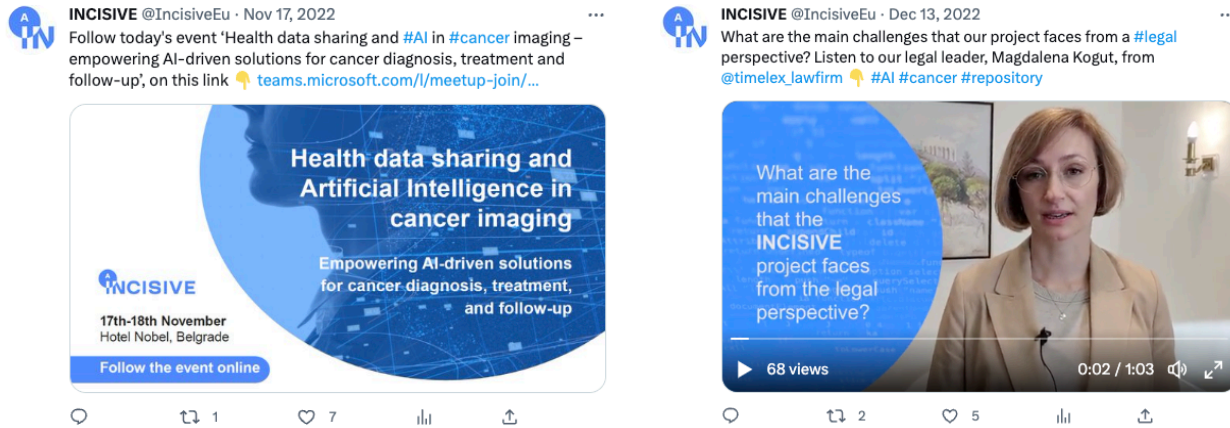 INCISIVE @IncisiveEu · Nov 17, 2022
Follow today's event ‘Health data sharing and #AI in #cancer imaging –
empowering AI-driven solutions for cancer diagnosis, treatment and
follow-up’, on this link 👇 teams.microsoft.com/l/meetup-join/...
Health data sharing and
Artificial Intelligence in
cancer imaging
Empowering AI-driven solutions
for cancer diagnosis, treatment,
and follow-up
INCISIVE
17th-18th November
Hotel Nobel, Belgrade
Follow the event online
1
7
INCISIVE @IncisiveEu · Dec 13, 2022
What are the main challenges that our project faces from a #legal
perspective? Listen to our legal leader, Magdalena Kogut, from
@timelex_lawfirm 👇 #AI #cancer #repository
What are the
main challenges
that the
INCISIVE
project faces
from the legal
perspective?
68 views
0:02 / 1:03
2
5